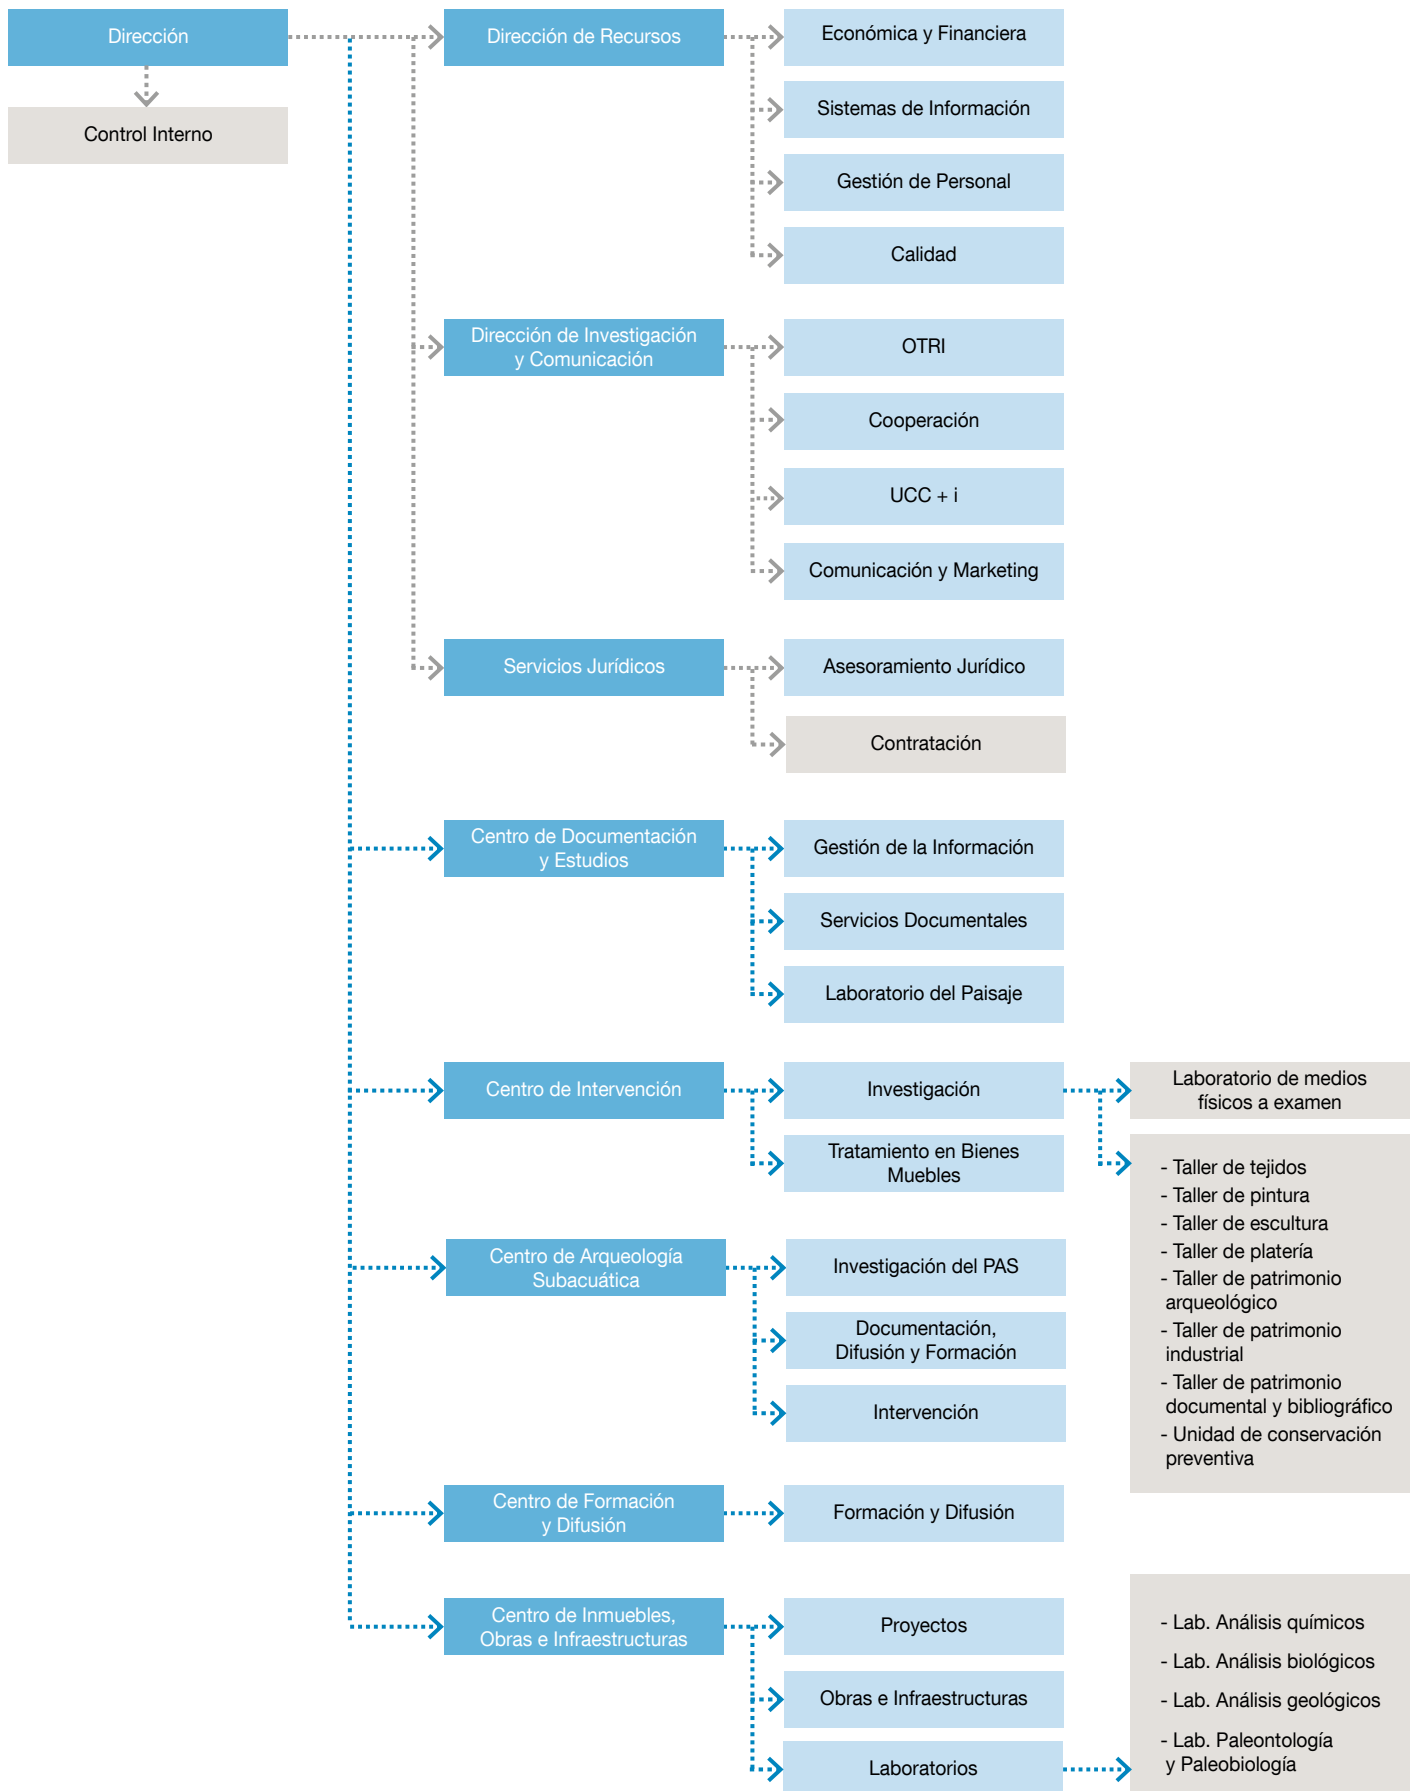 Dirección
Control Interno
Dirección de Recursos
Económica y Financiera
Sistemas de Información
Gestión de Personal
Calidad
Dirección de Investigación
y Comunicación
OTRI
Cooperación
UCC + i
Comunicación y Marketing
Servicios Jurídicos
Asesoramiento Jurídico
Contratación
Centro de Documentación
y Estudios
Gestión de la Información
Servicios Documentales
Laboratorio del Paisaje
Centro de Intervención
Investigación
Tratamiento en Bienes
Muebles
Laboratorio de medios
físicos a examen
- Taller de tejidos
- Taller de pintura
- Taller de escultura
- Taller de platería
- Taller de patrimonio
arqueológico
- Taller de patrimonio
industrial
- Taller de patrimonio
documental y bibliográfico
- Unidad de conservación
preventiva
Centro de Arqueología
Subacuática
Investigación del PAS
Documentación,
Difusión y Formación
Intervención
Centro de Formación
y Difusión
Formación y Difusión
Centro de Inmuebles,
Obras e Infraestructuras
Proyectos
Obras e Infraestructuras
Laboratorios
- Lab. Análisis químicos
- Lab. Análisis biológicos
- Lab. Análisis geológicos
- Lab. Paleontología
y Paleobiología